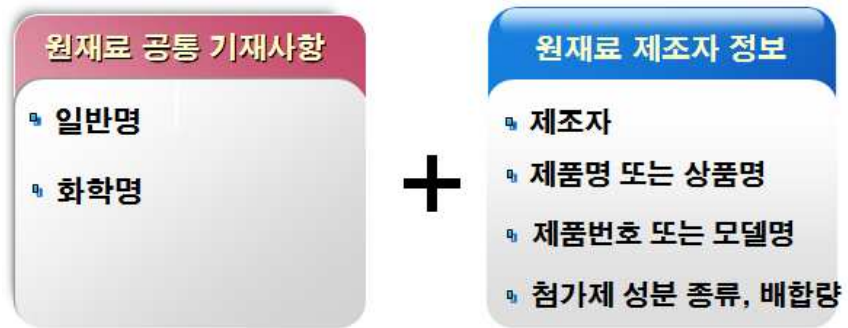 원재료 공통 기재사항
일반명
화학명
+
원재료 제조자 정보
제조자
제품명 또는 상품명
제품번호 또는 모델명
첨가제 성분 종류, 배합량